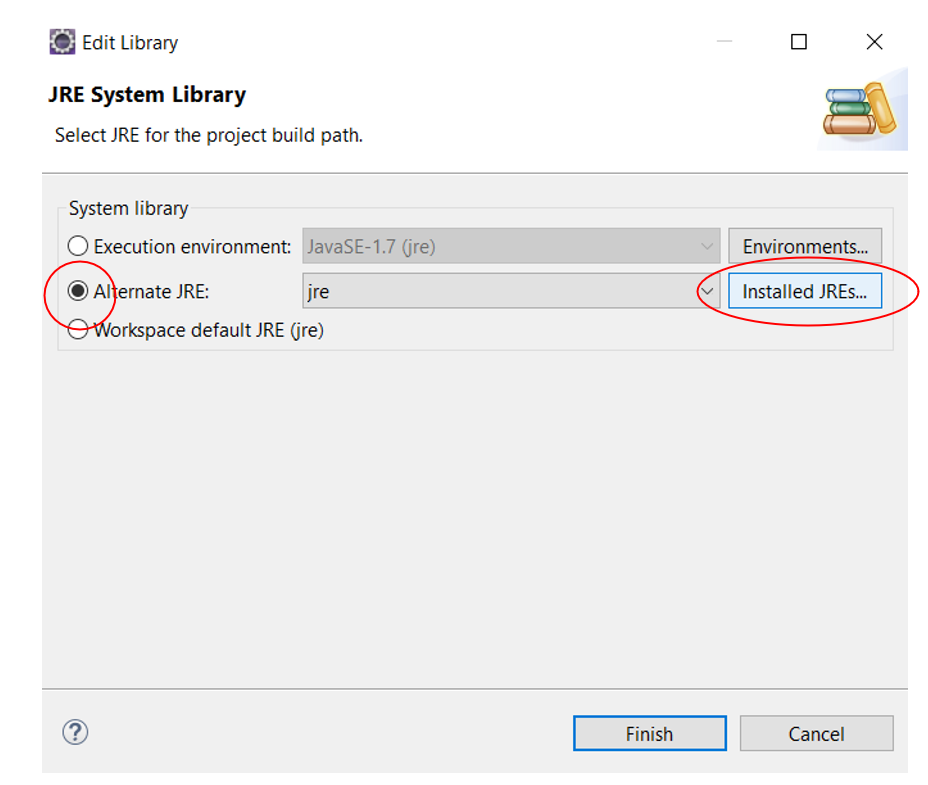 Edit Library
JRE System Library
Select JRE for the project build path.
System library
Execution environment: JavaSE-1.7 (jre) Environments...
Alternate JRE: jre Installed JREs...
Workspace default JRE (jre)
? Finish Cancel